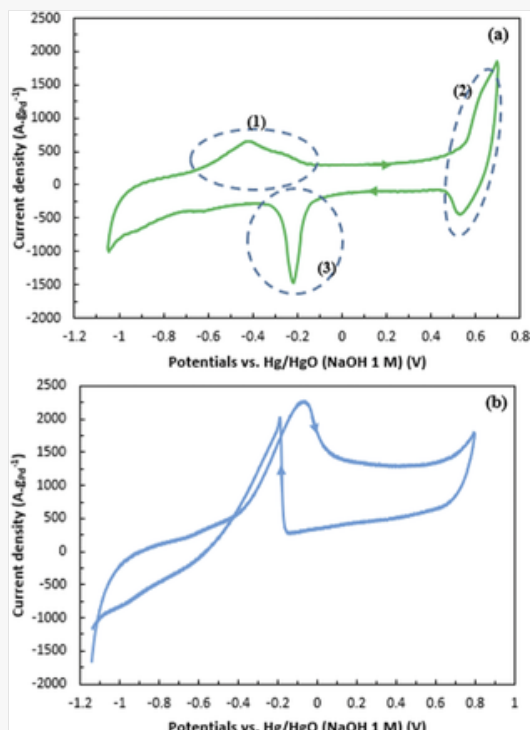 (a)
2500
2000
1500
1000
500
0
-500
-1000
-1500
-2000
Current density (A.gPd-1)
(1)
(2)
(3)
-1.2 -1 -0.8 -0.6 -0.4 -0.2 0 0.2 0.4 0.6 0.8
Potentials vs. Hg/HgO (NaOH 1 M) (V)
(b)
2500
2000
1500
1000
500
0
-500
-1000
-1500
-2000
Current density (A.gPd-1)
-1.2 -1 -0.8 -0.6 -0.4 -0.2 0 0.2 0.4 0.6 0.8 1
Potentials vs. Hg/HgO (NaOH 1 M) (V)